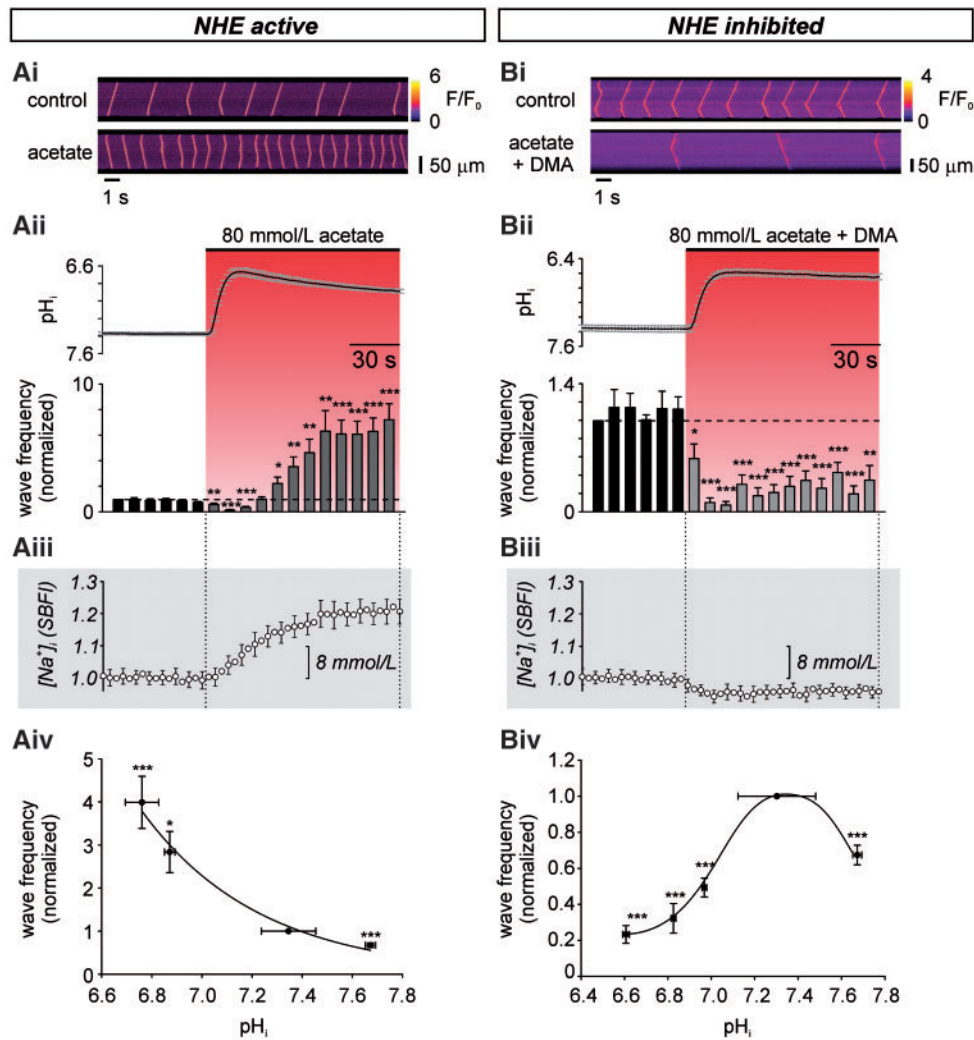 NHE active
NHE inhibited
Ai
control
acetate
6
F/F₀
0
50 μm
1 s
Bi
control
acetate
+ DMA
4
F/F₀
0
50 μm
1 s
Aii
80 mmol/L acetate
6.6
pHᵢ
7.6
30 s
10
wave frequency
(normalized)
0
** *** *** * ** ** ** *** *** *** ***
Bii
80 mmol/L acetate + DMA
6.4
pHᵢ
7.6
30 s
1.4
wave frequency
(normalized)
0
* *** *** *** *** *** *** *** *** *** *** **
Aiii
[Na⁺]ᵢ (SBFI)
1.3
1.2
1.1
1.0
8 mmol/L
Biii
[Na⁺]ᵢ (SBFI)
1.3
1.2
1.1
1.0
8 mmol/L
Aiv
wave frequency
(normalized)
5
4
3
2
1
0
***
*
***
6.6 6.8 7.0 7.2 7.4 7.6 7.8
pHᵢ
Biv
wave frequency
(normalized)
1.2
1.0
0.8
0.6
0.4
0.2
0
***
***
***
***
6.4 6.6 6.8 7.0 7.2 7.4 7.6 7.8
pHᵢ